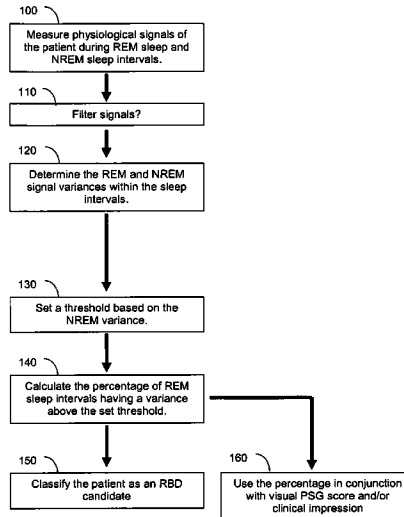 100
Measure physiological signals of
the patient during REM sleep and
NREM sleep intervals.
110
Filter signals?
120
Determine the REM and NREM
signal variances within the sleep
intervals.
130
Set a threshold based on the
NREM variance.
140
Calculate the percentage of REM
sleep intervals having a variance
above the set threshold.
150
Classify the patient as an RBD
candidate
160
Use the percentage in conjunction
with visual PSG score and/or
clinical impression